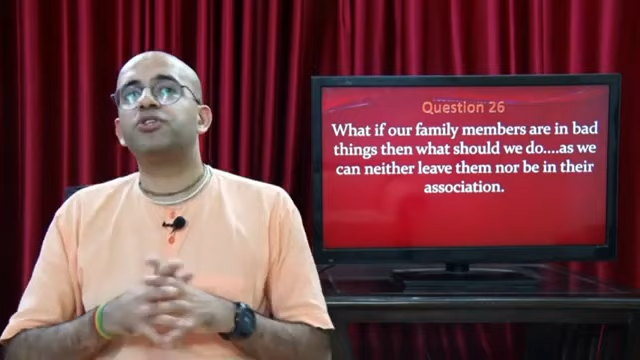 Question 26
What if our family members are in bad
things then what should we do....as we
can neither leave them nor be in their
association.